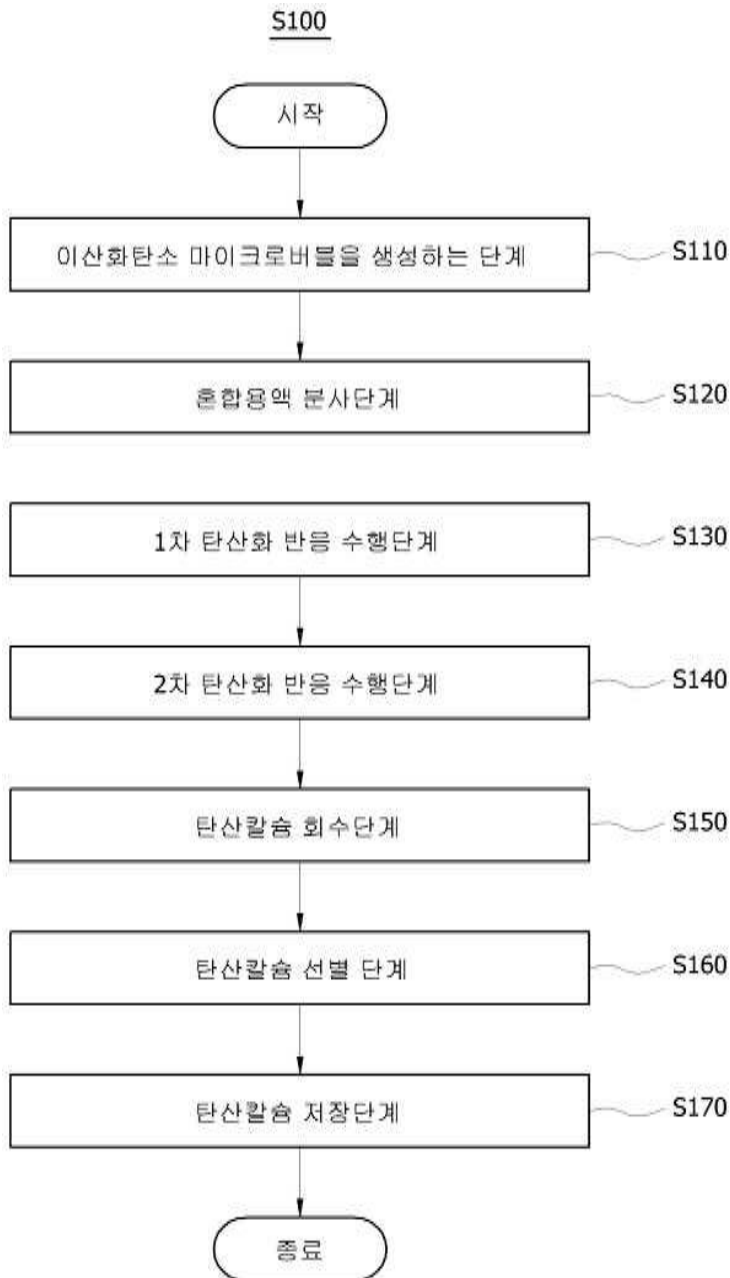 S100
시작
이산화탄소 마이크로버블을 생성하는 단계
S110
혼합용액 분사단계
S120
1차 탄산화 반응 수행단계
S130
2차 탄산화 반응 수행단계
S140
탄산칼슘 회수단계
S150
탄산칼슘 선별 단계
S160
탄산칼슘 저장단계
S170
종료